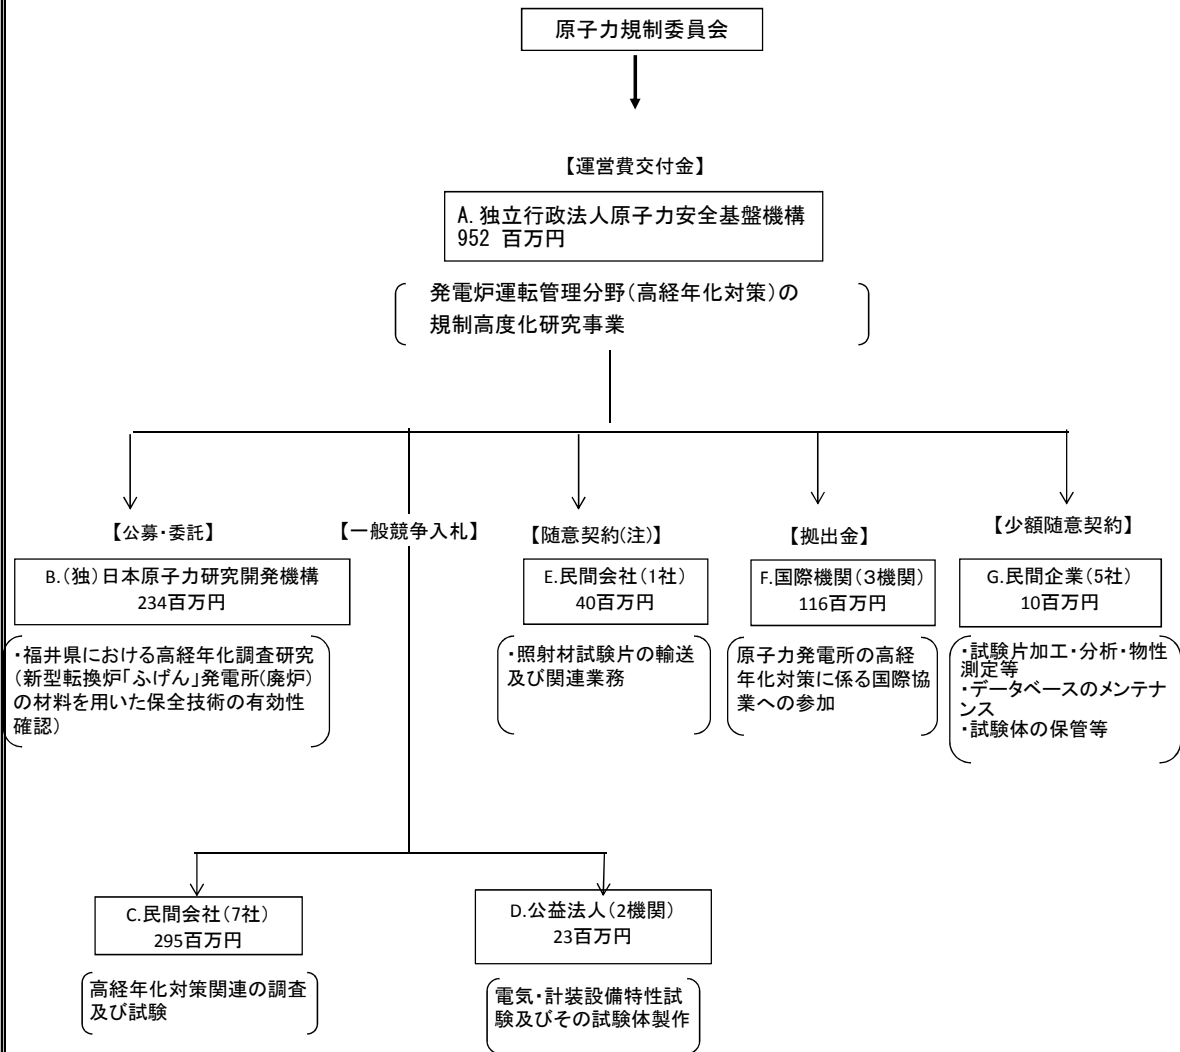 原子力規制委員会
【運営費交付金】
A. 独立行政法人原子力安全基盤機構
952 百万円
発電炉運転管理分野(高経年化対策)の
規制高度化研究事業
【公募・委託】
B.(独)日本原子力研究開発機構
234百万円
・福井県における高経年化調査研究
(新型転換炉「ふげん」発電所(廃炉)
の材料を用いた保全技術の有効性
確認)
【一般競争入札】
【随意契約(注)】
E.民間会社(1社)
40百万円
・照射材試験片の輸送
及び関連業務
【拠出金】
F.国際機関(3機関)
116百万円
原子力発電所の高経
年化対策に係る国際協
業への参加
【少額随意契約】
G.民間企業(5社)
10百万円
・試験片加工・分析・物性
測定等
・データベースのメンテナ
ンス
・試験体の保管等
C.民間会社(7社)
295百万円
高経年化対策関連の調査
及び試験
D.公益法人(2機関)
23百万円
電気・計装設備特性試
験及びその試験体製作